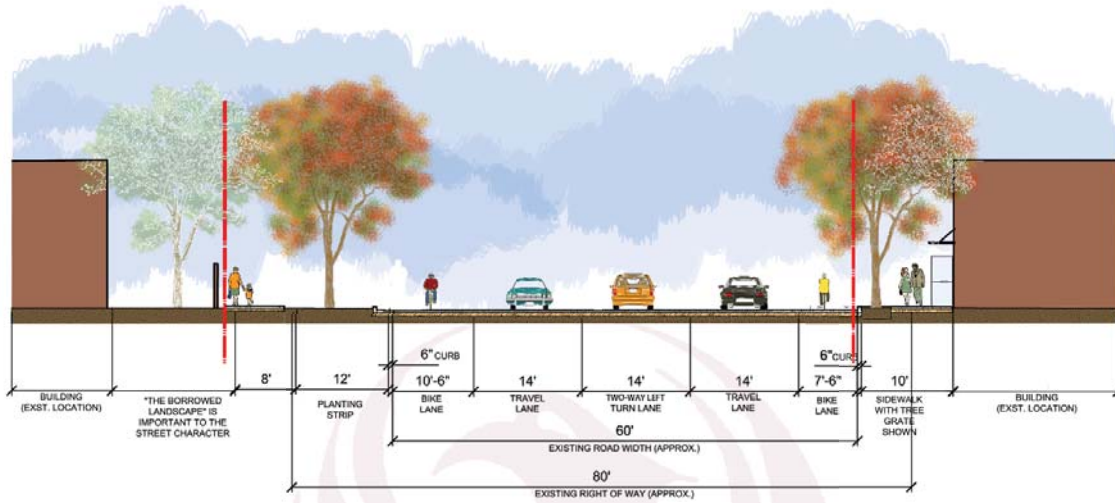 6" CURB
6" CURB
8'
12'
10'-6"
14'
14'
14'
7'-6"
10'
BUILDING
(EXST. LOCATION)
"THE BORROWED
LANDSCAPE" IS
IMPORTANT TO THE
STREET CHARACTER
PLANTING
STRIP
BIKE
LANE
TRAVEL
LANE
TWO-WAY LEFT
TURN LANE
TRAVEL
LANE
BIKE
LANE
SIDEWALK
WITH TREE
GRATE
SHOWN
BUILDING
(EXST. LOCATION)
60'
EXISTING ROAD WIDTH (APPROX.)
80'
EXISTING RIGHT OF WAY (APPROX.)